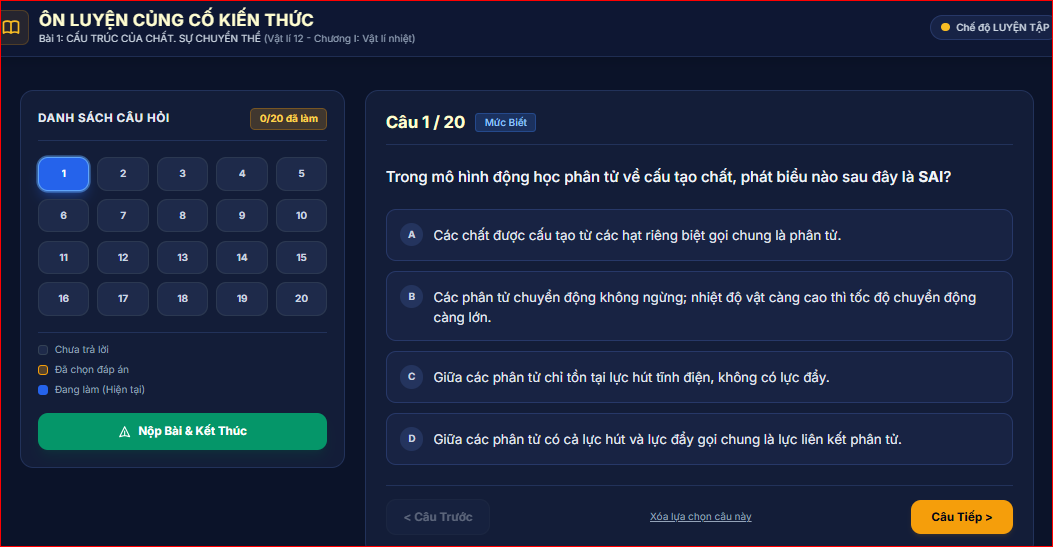 ÔN LUYỆN CỦNG CỐ KIẾN THỨC
Bài 1: CẤU TRÚC CỦA CHẤT. SỰ CHUYỂN THỂ (Vật lí 12 - Chương I: Vật lí nhiệt)
Chế độ LUYỆN TẬP
DANH SÁCH CÂU HỎI
0/20 đã làm
1 2 3 4 5
6 7 8 9 10
11 12 13 14 15
16 17 18 19 20
Chưa trả lời
Đã chọn đáp án
Đang làm (Hiện tại)
Nộp Bài & Kết Thúc
Câu 1 / 20 Mức Biết
Trong mô hình động học phân tử về cấu tạo chất, phát biểu nào sau đây là SAI?
A Các chất được cấu tạo từ các hạt riêng biệt gọi chung là phân tử.
B Các phân tử chuyển động không ngừng; nhiệt độ vật càng cao thì tốc độ chuyển động
càng lớn.
C Giữa các phân tử chỉ tồn tại lực hút tĩnh điện, không có lực đẩy.
D Giữa các phân tử có cả lực hút và lực đẩy gọi chung là lực liên kết phân tử.
< Câu Trước
Xóa lựa chọn câu này
Câu Tiếp >